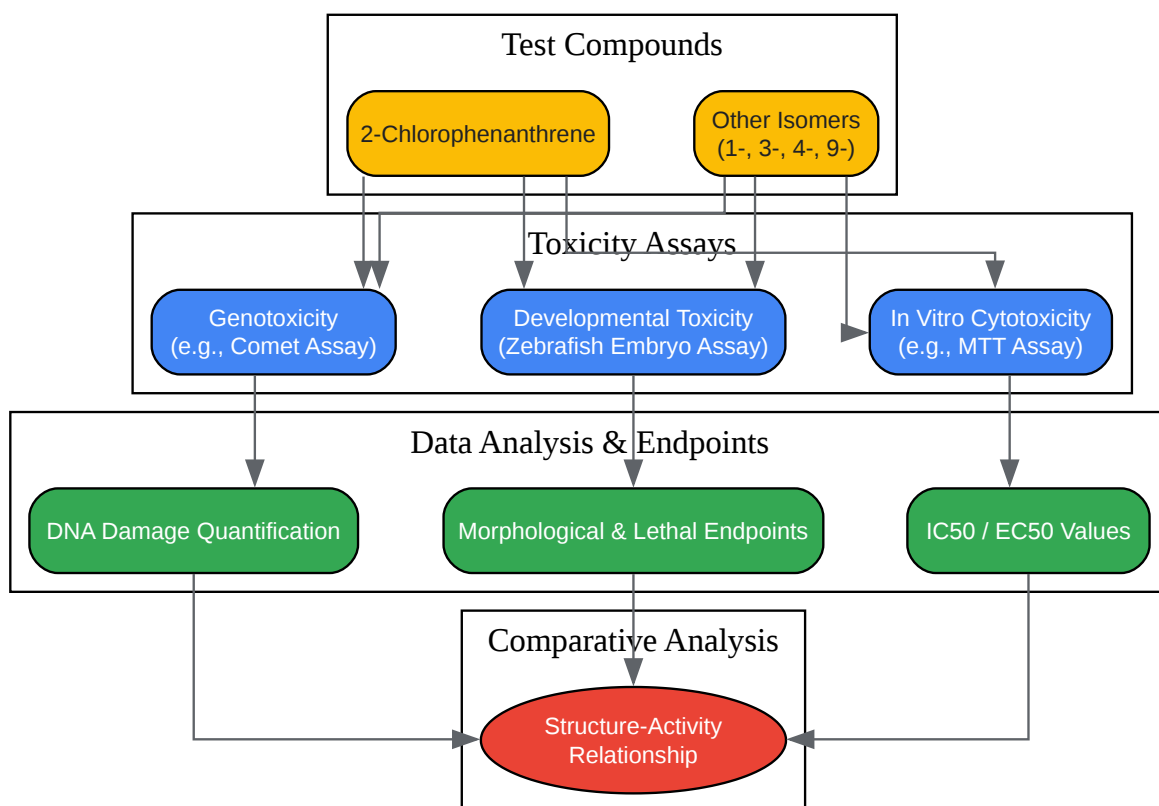 Test Compounds
2-Chlorophenanthrene
Other Isomers
(1-, 3-, 4-, 9-)
Toxicity Assays
Genotoxicity
(e.g., Comet Assay)
Developmental Toxicity
(Zebrafish Embryo Assay)
In Vitro Cytotoxicity
(e.g., MTT Assay)
Data Analysis & Endpoints
DNA Damage Quantification
Morphological & Lethal Endpoints
IC50 / EC50 Values
Comparative Analysis
Structure-Activity
Relationship